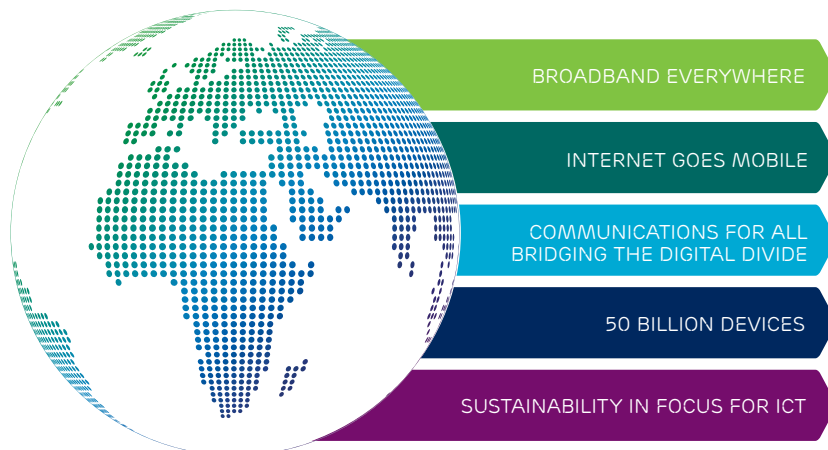 BROADBAND EVERYWHERE
INTERNET GOES MOBILE
COMMUNICATIONS FOR ALL
BRIDGING THE DIGITAL DIVIDE
50 BILLION DEVICES
SUSTAINABILITY IN FOCUS FOR ICT